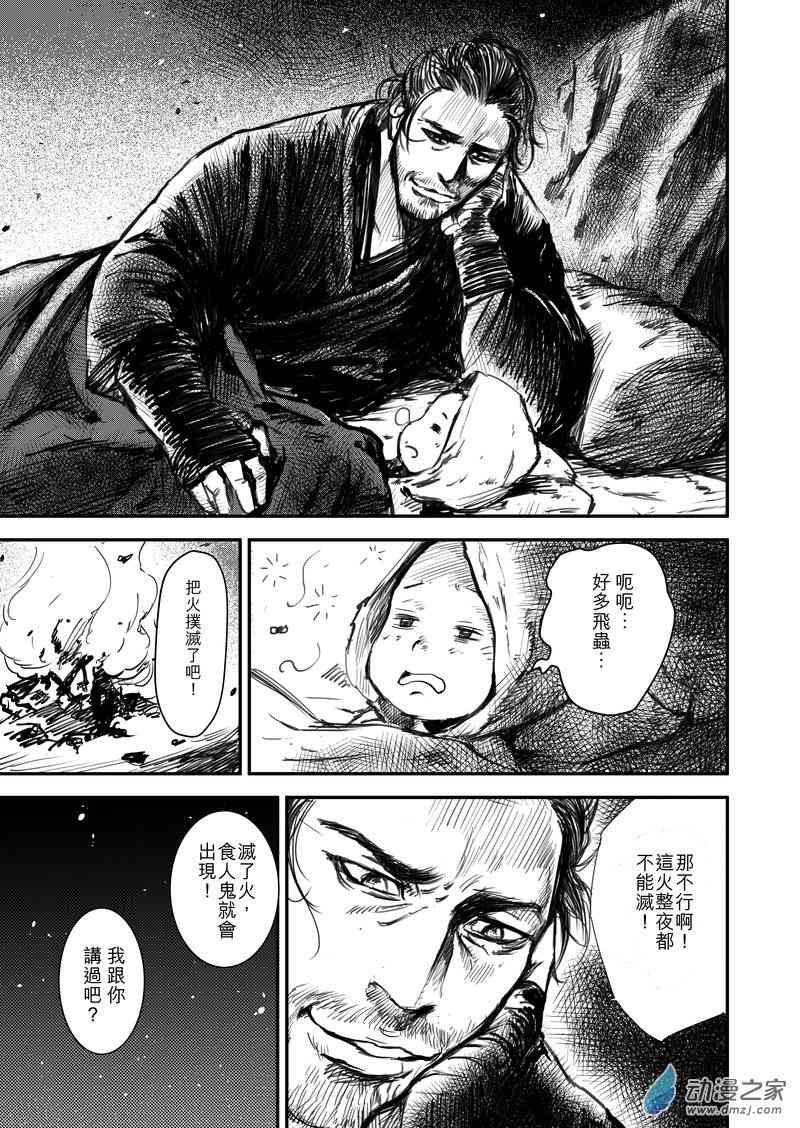 呃呃…
好多飛蟲…
把火撲滅了吧！
那不行啊！
這火整夜都
不能滅！
滅了火，
食人鬼就會
出現！
我跟你
講過吧？
动漫之家
www.dmzj.com